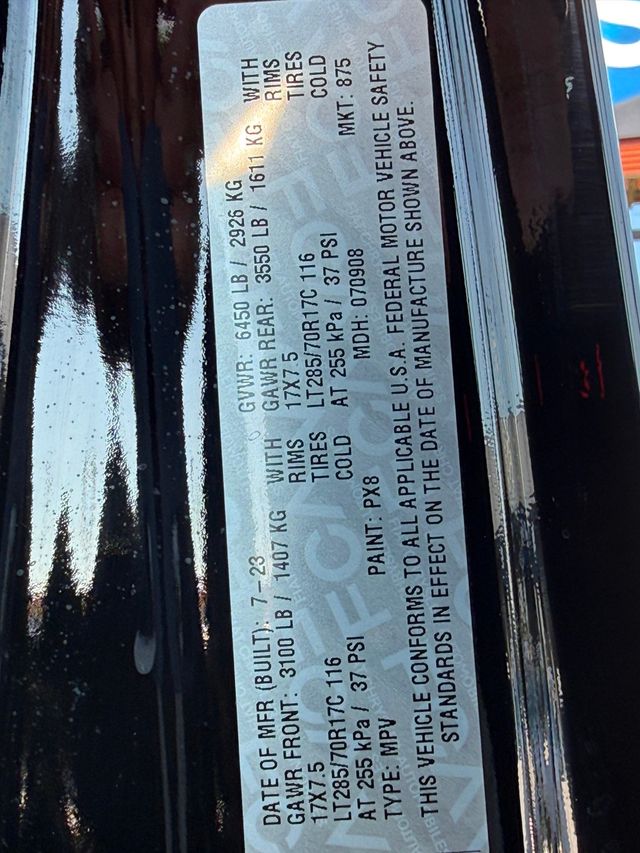 DATE OF MFR (BUILT): 7-23 GVWR: 6450 LB / 2926 KG
GAWR FRONT: 3100 LB / 1407 KG WITH GAWR REAR: 3550 LB / 1611 KG WITH
17X7.5 RIMS 17X7.5 RIMS
LT285/70R17C 116 TIRES LT285/70R17C 116 TIRES
AT 255 kPa / 37 PSI COLD AT 255 kPa / 37 PSI COLD
TYPE: MPV PAINT: PX8 MDH: 070908 MKT: 875
THIS VEHICLE CONFORMS TO ALL APPLICABLE U.S.A. FEDERAL MOTOR VEHICLE SAFETY
STANDARDS IN EFFECT ON THE DATE OF MANUFACTURE SHOWN ABOVE.